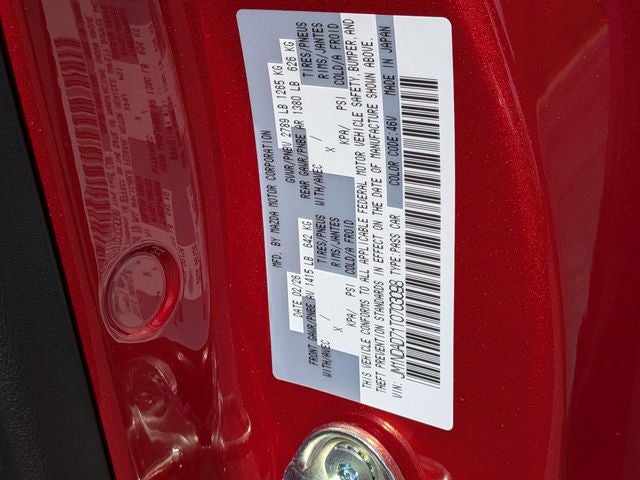 MFD. BY MAZDA MOTOR CORPORATION
DATE 02/26 GVWR/PNBV 2789 LB 1265 KG
FRONT GAWR/PNBE AV 1415 LB 642 KG REAR GAWR/PNBE AR 1380 LB 626 KG
WITH/AVEC / TIRES/PNEUS WITH/AVEC / TIRES/PNEUS
X RIMS/JANTES X RIMS/JANTES
KPA/ PSI COLD/A FROID KPA/ PSI COLD/A FROID
THIS VEHICLE CONFORMS TO ALL APPLICABLE FEDERAL MOTOR VEHICLE SAFETY, BUMPER, AND
THEFT PREVENTION STANDARDS IN EFFECT ON THE DATE OF MANUFACTURE SHOWN ABOVE.
VIN: TYPE: PASS CAR COLOR CODE: 46V MADE IN JAPAN